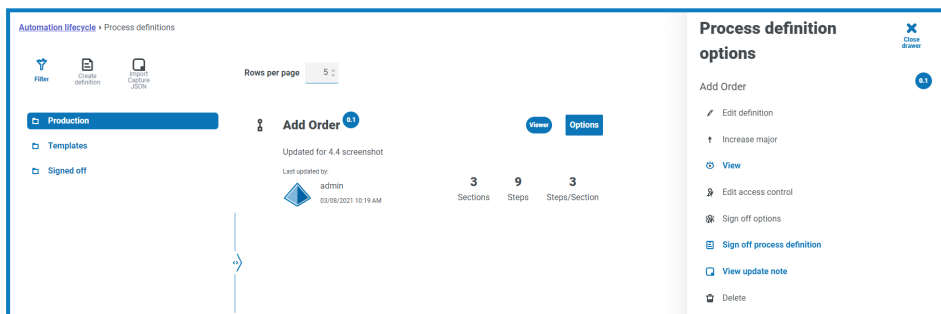 Automation lifecycle › Process definitions
Filter
Create
definition
Import
Capture
JSON
Rows per page 5
Production
Templates
Signed off
Add Order 0.1
Viewer
Options
Updated for 4.4 screenshot
Last updated by:
admin
03/08/2021 10:19 AM
3 9 3
Sections Steps Steps/Section
Process definition
options
Close
drawer
Add Order 0.1
Edit definition
Increase major
View
Edit access control
Sign off options
Sign off process definition
View update note
Delete